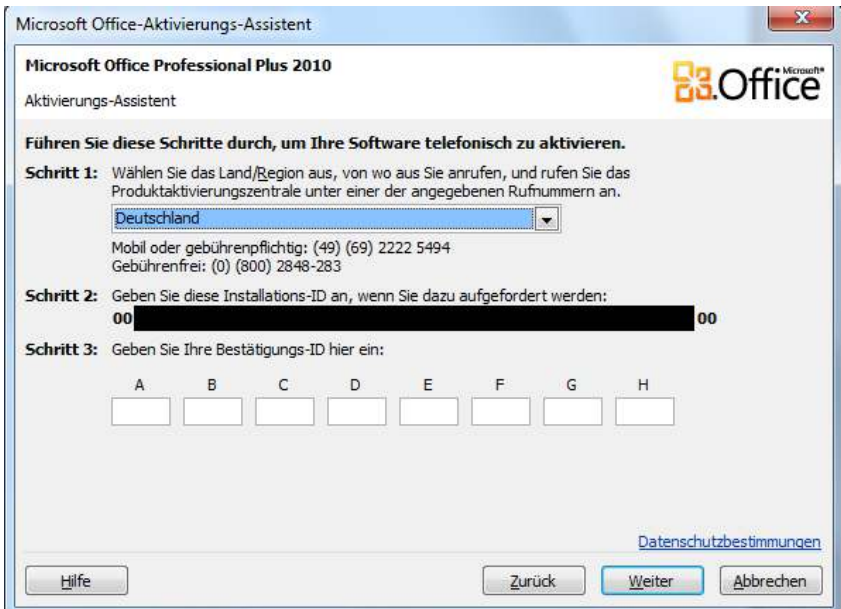 Microsoft Office-Aktivierungs-Assistent
Microsoft Office Professional Plus 2010
Aktivierungs-Assistent
Microsoft®
Office
Führen Sie diese Schritte durch, um Ihre Software telefonisch zu aktivieren.
Schritt 1: Wählen Sie das Land/Region aus, von wo aus Sie anrufen, und rufen Sie das
Produktaktivierungszentrale unter einer der angegebenen Rufnummern an.
Deutschland
Mobil oder gebührenpflichtig: (49) (69) 2222 5494
Gebührenfrei: (0) (800) 2848-283
Schritt 2: Geben Sie diese Installations-ID an, wenn Sie dazu aufgefordert werden:
00 00
Schritt 3: Geben Sie Ihre Bestätigungs-ID hier ein:
A B C D E F G H
Datenschutzbestimmungen
Hilfe Zurück Weiter Abbrechen